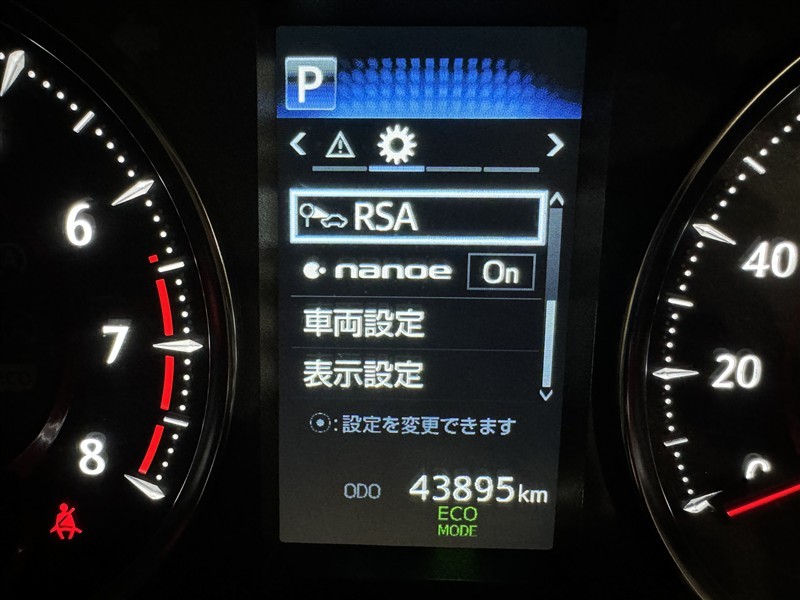 P
RSA
nanoe On
車両設定
表示設定
:設定を変更できます
ODO 43895km
ECO
MODE
6
7
8
40
20
0